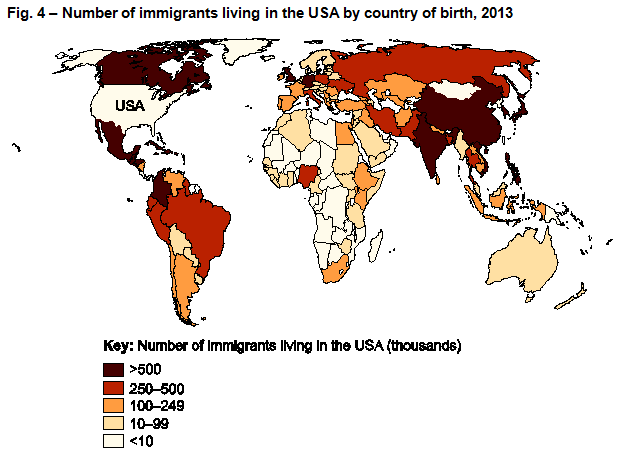 Fig. 4 – Number of immigrants living in the USA by country of birth, 2013
USA
Key: Number of immigrants living in the USA (thousands)
>500
250–500
100–249
10–99
<10